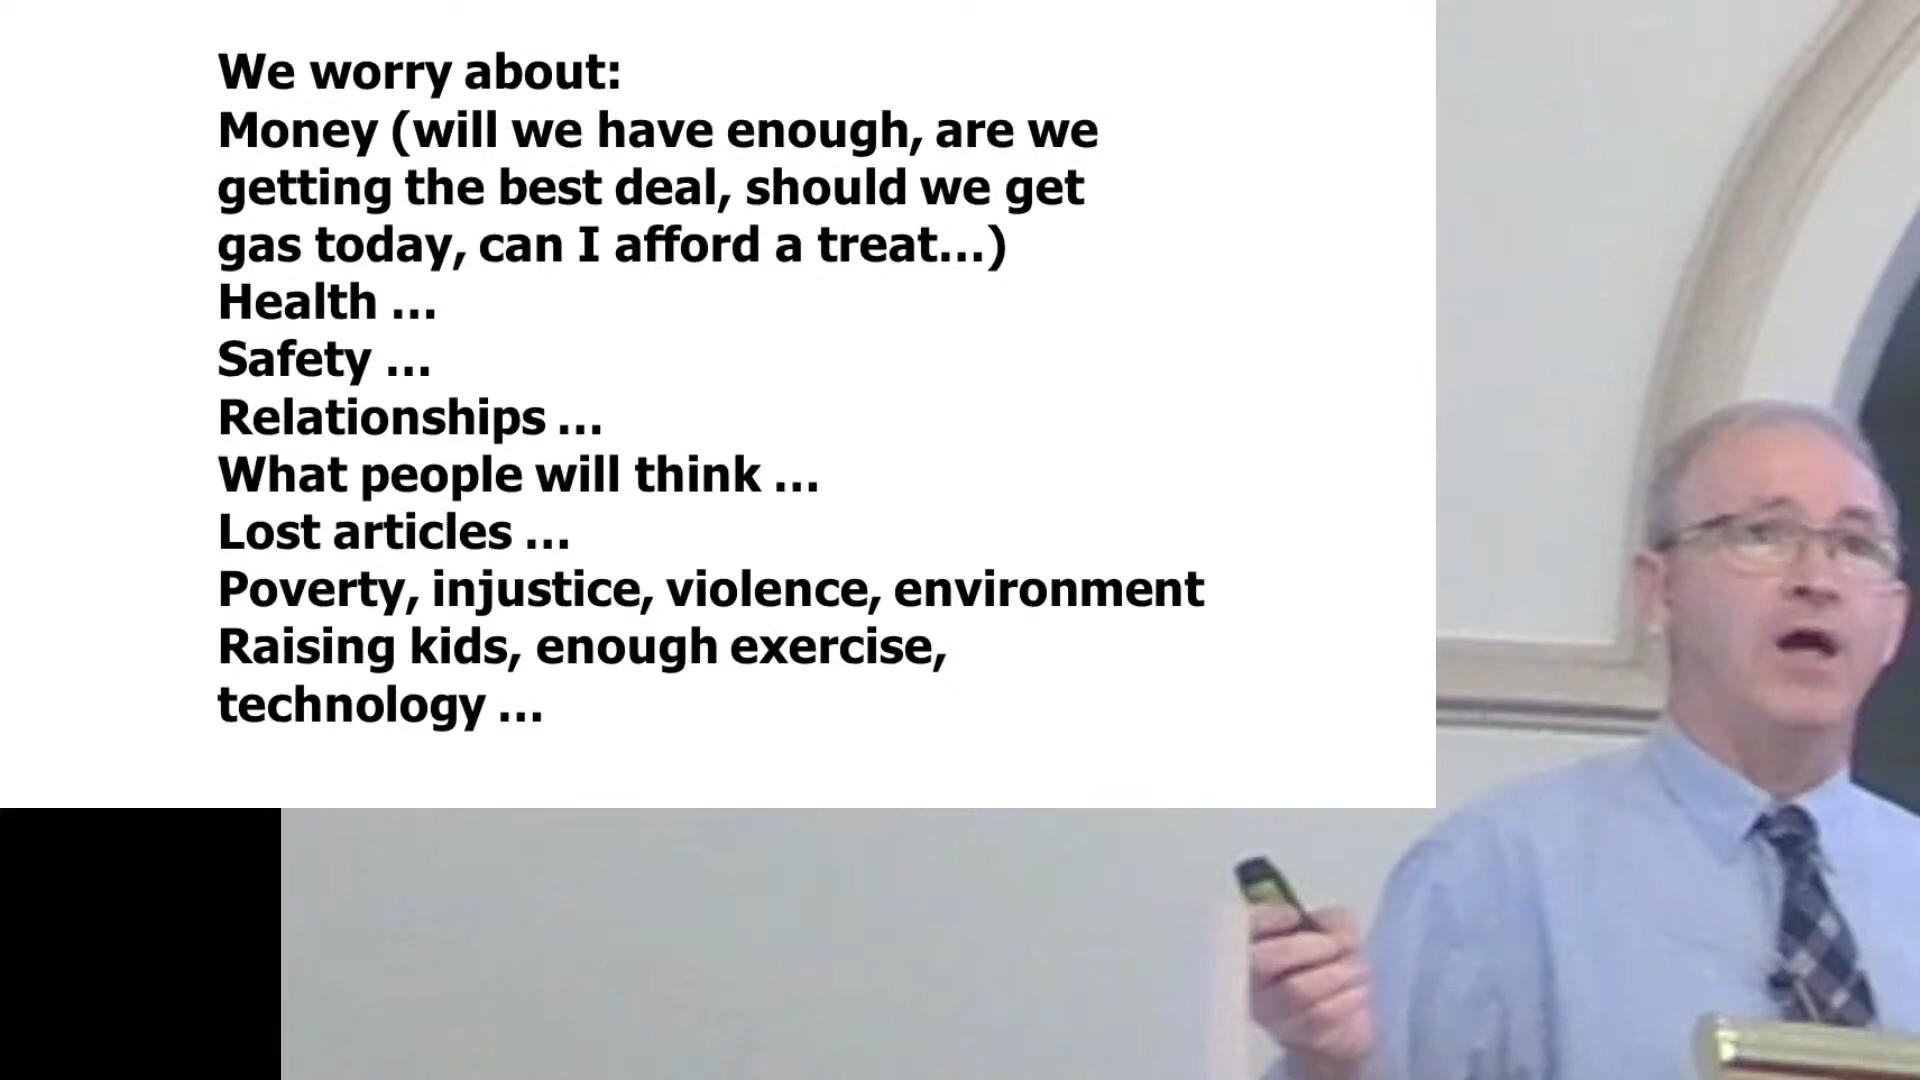 We worry about:
Money (will we have enough, are we
getting the best deal, should we get
gas today, can I afford a treat…)
Health …
Safety …
Relationships …
What people will think …
Lost articles …
Poverty, injustice, violence, environment
Raising kids, enough exercise,
technology …